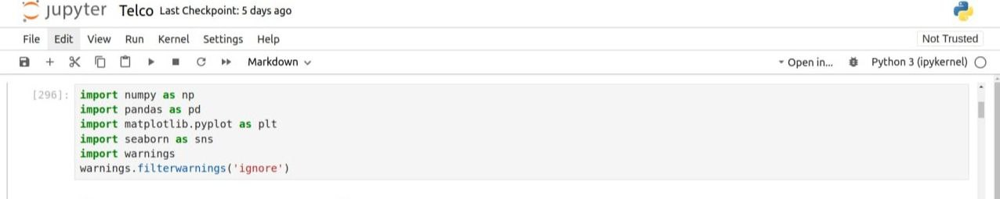 jupyter Telco Last Checkpoint: 5 days ago
File Edit View Run Kernel Settings Help Not Trusted
Markdown Open in... Python 3 (ipykernel)
[296]: import numpy as np
import pandas as pd
import matplotlib.pyplot as plt
import seaborn as sns
import warnings
warnings.filterwarnings('ignore')